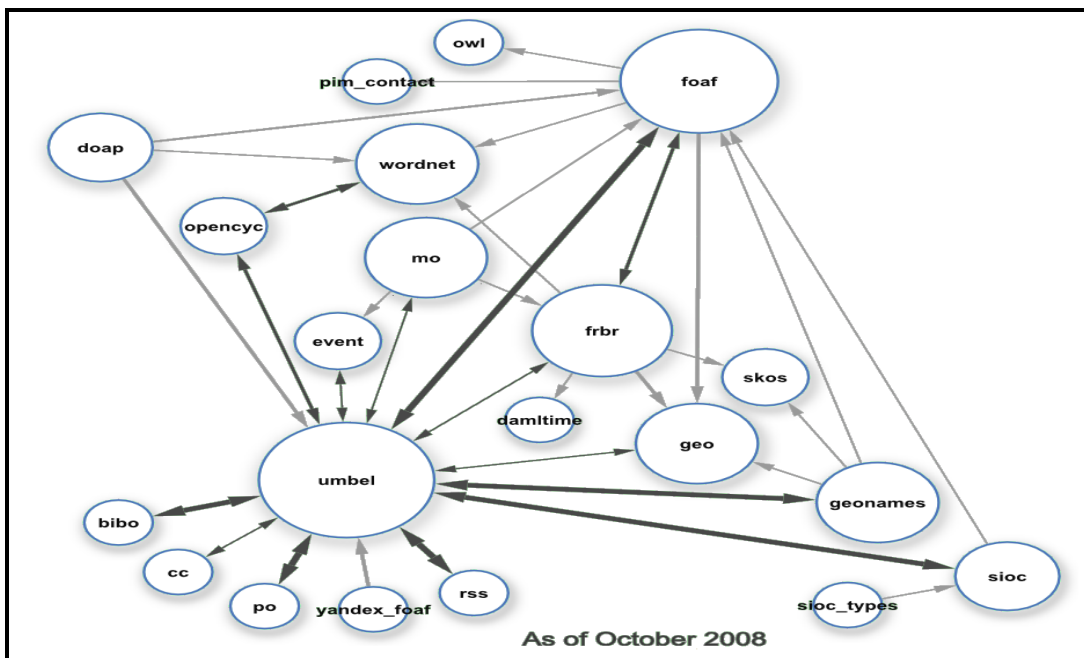 owl
foaf
pim_contact
doap
wordnet
opencyc
mo
event
frbr
skos
damltime
geo
umbel
geonames
bibo
cc
sioc
rss
po
yandex_foaf
sioc_types
As of October 2008